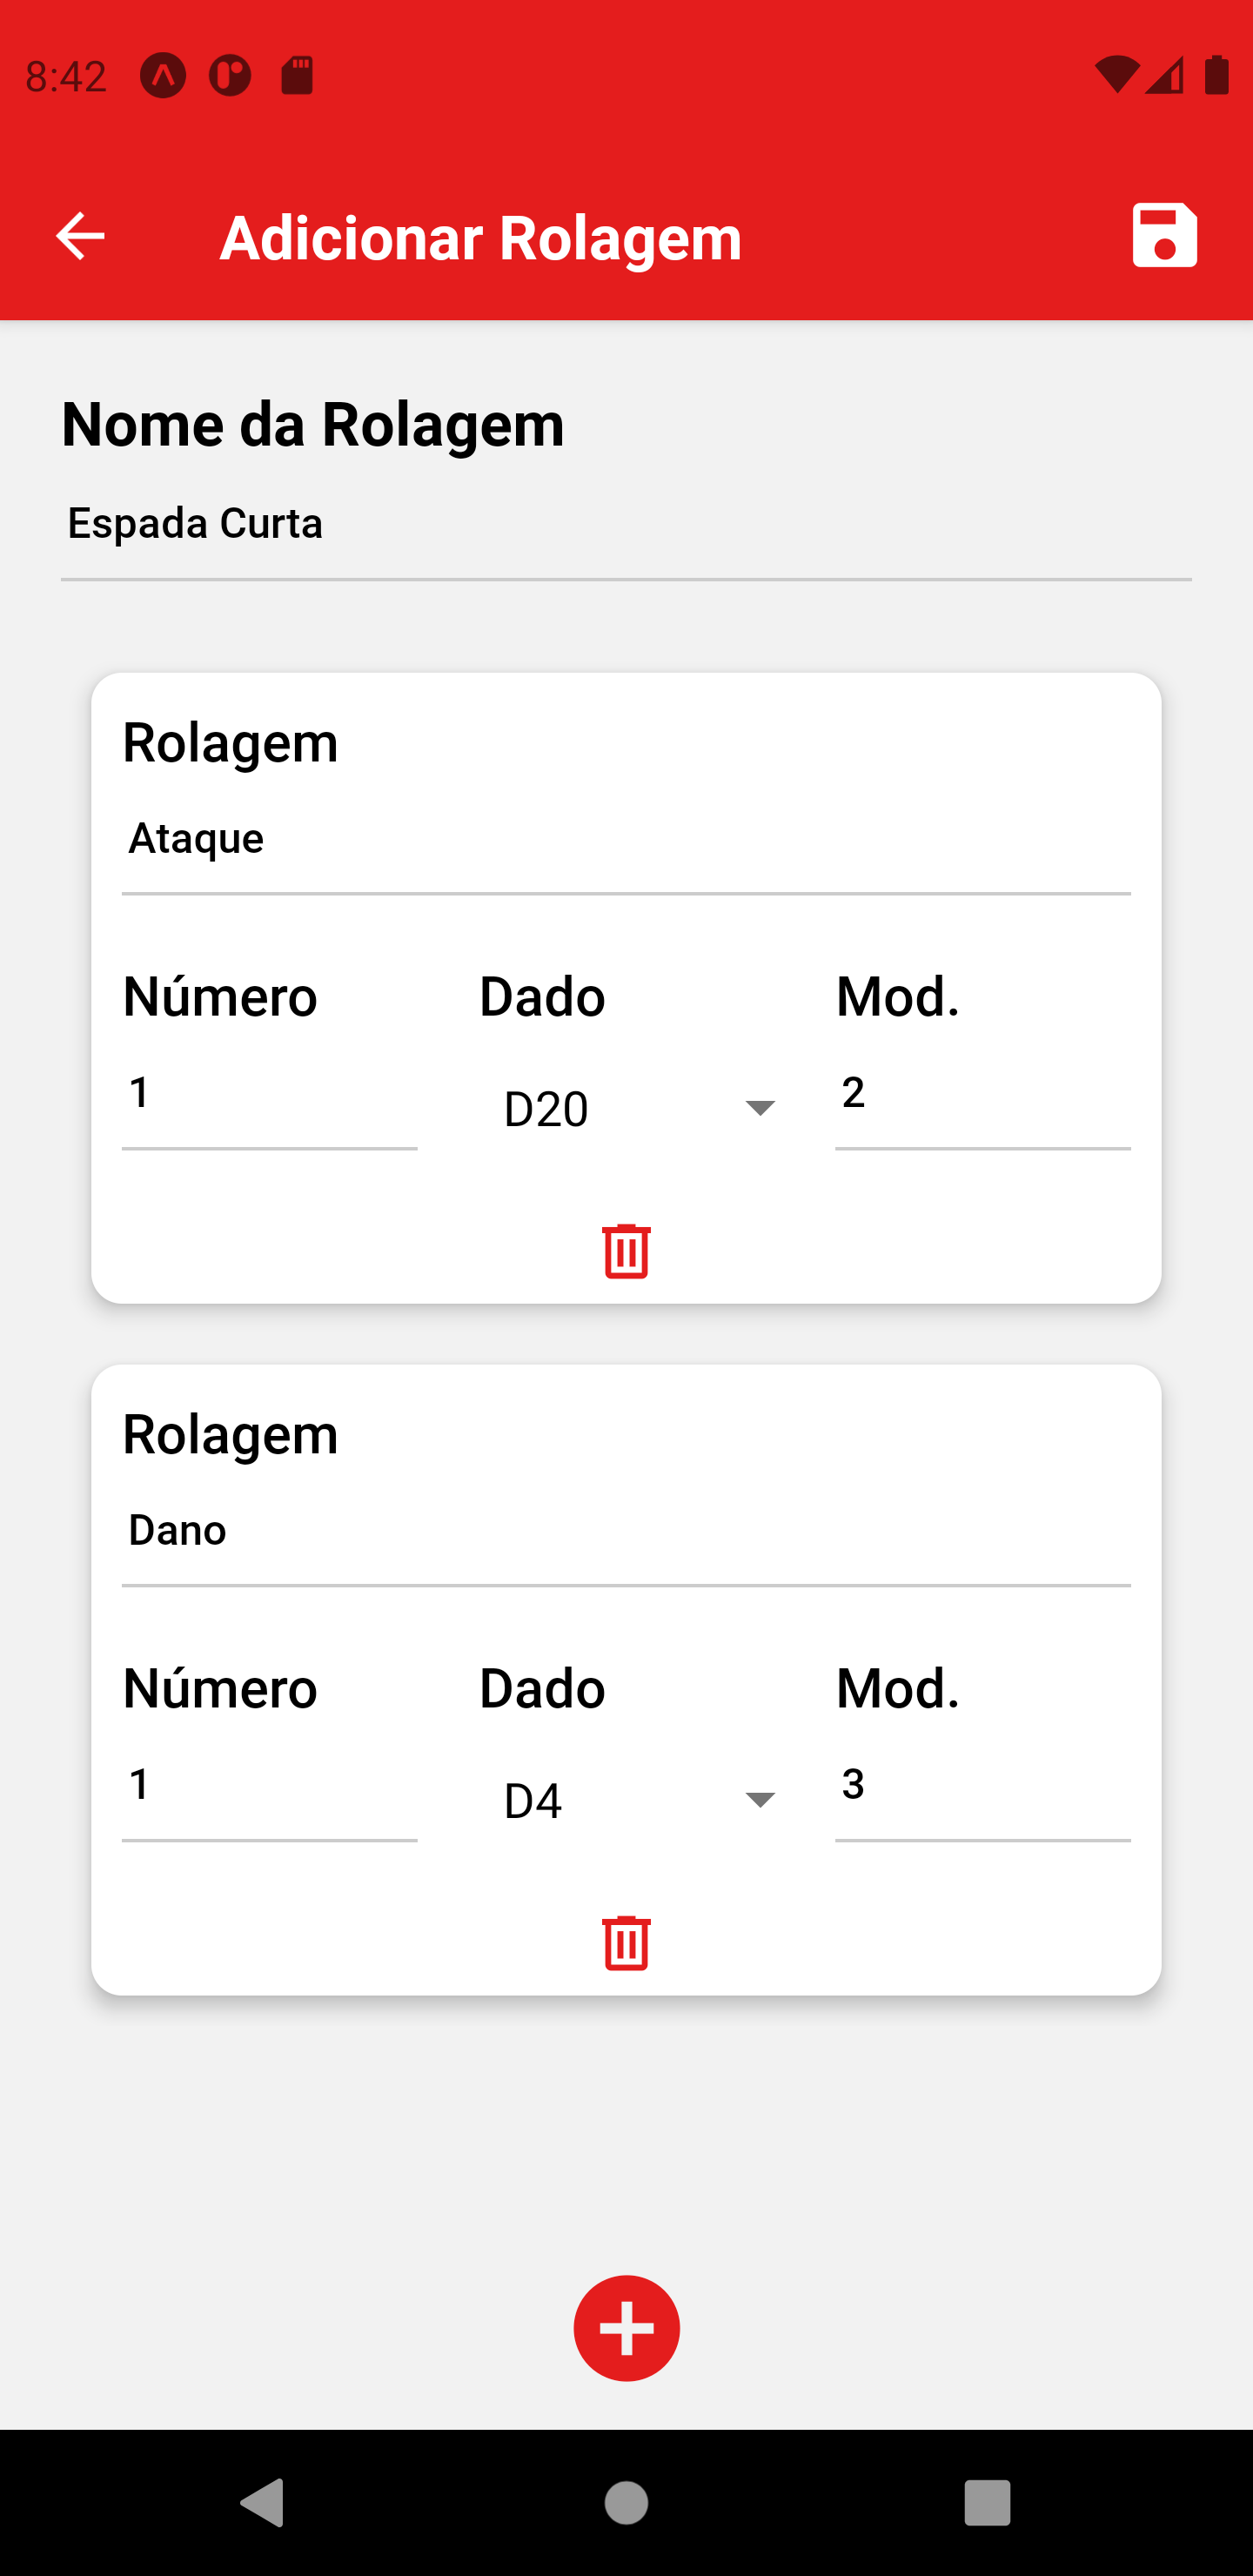 8:42
Adicionar Rolagem
Nome da Rolagem
Espada Curta
Rolagem
Ataque
Número Dado Mod.
1 D20 2
Rolagem
Dano
Número Dado Mod.
1 D4 3